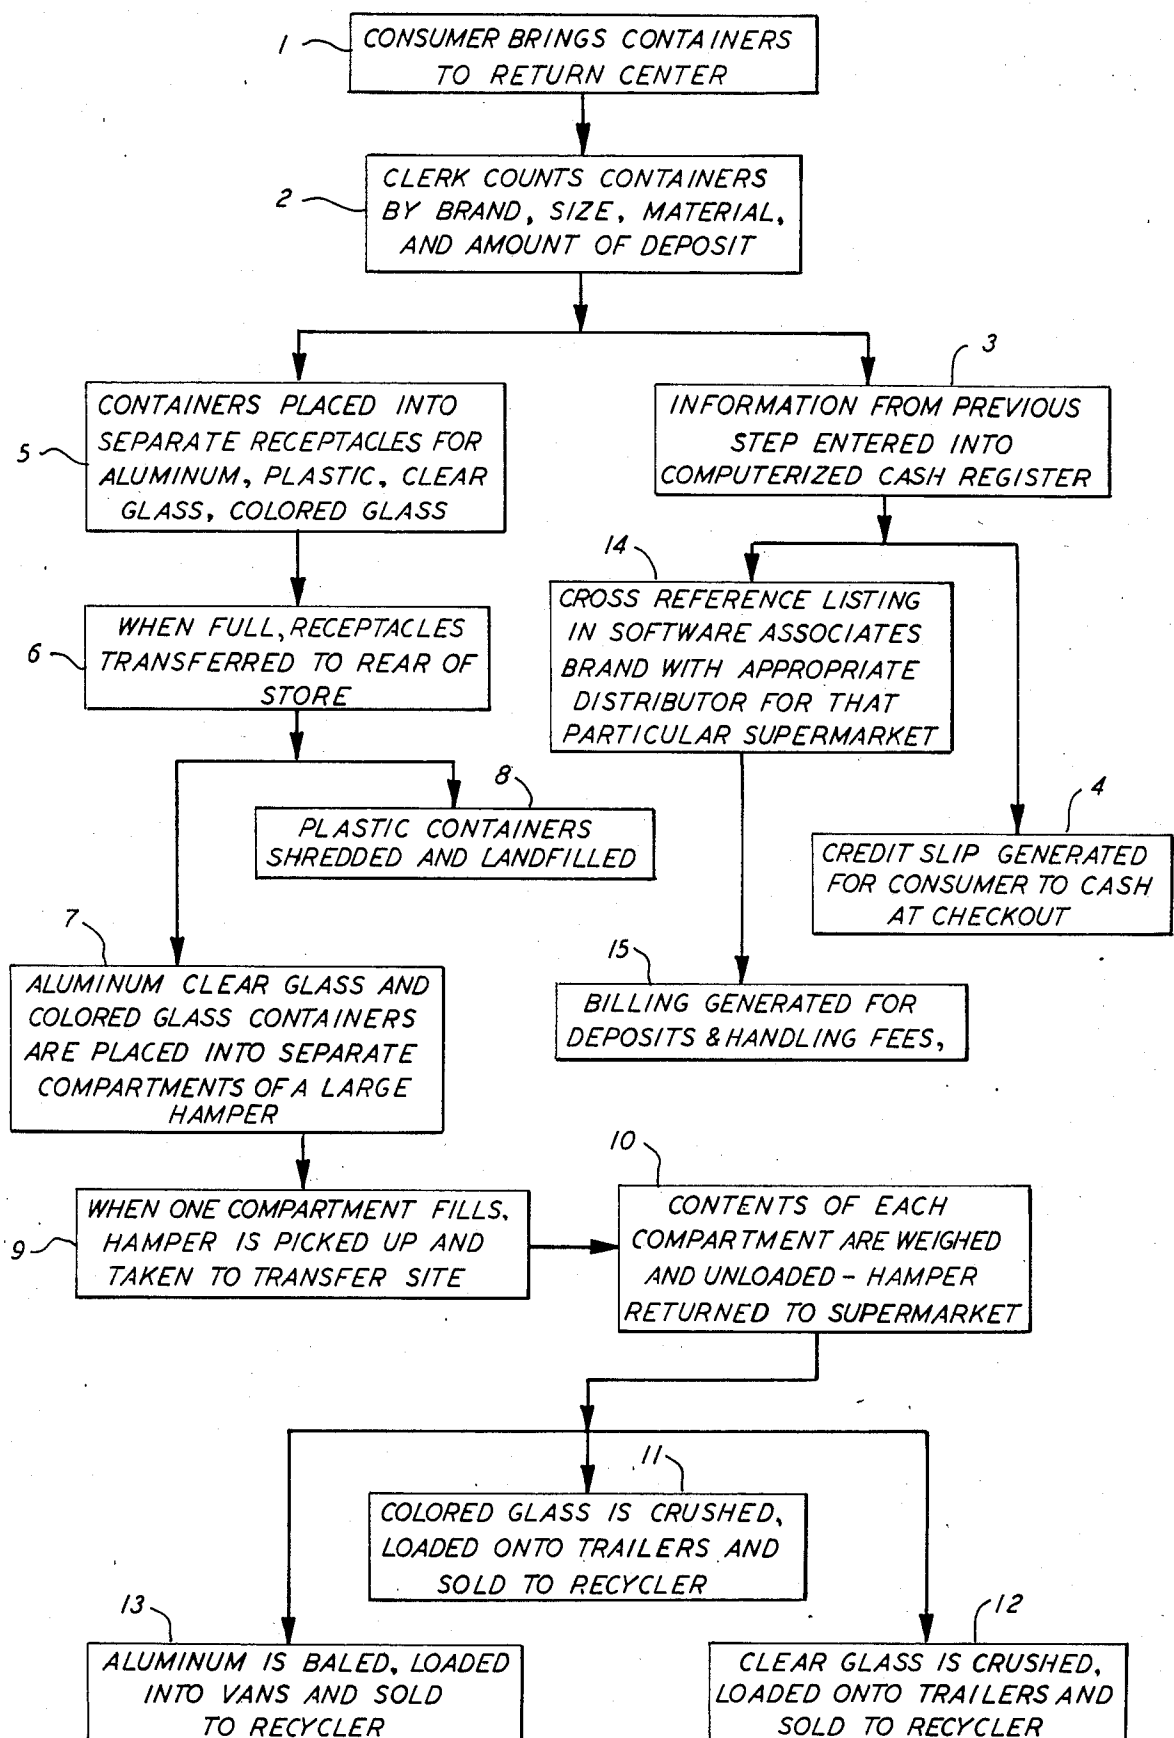 1
CONSUMER BRINGS CONTAINERS
TO RETURN CENTER
2
CLERK COUNTS CONTAINERS
BY BRAND, SIZE, MATERIAL,
AND AMOUNT OF DEPOSIT
3
INFORMATION FROM PREVIOUS
STEP ENTERED INTO
COMPUTERIZED CASH REGISTER
5
CONTAINERS PLACED INTO
SEPARATE RECEPTACLES FOR
ALUMINUM, PLASTIC, CLEAR
GLASS, COLORED GLASS
14
CROSS REFERENCE LISTING
IN SOFTWARE ASSOCIATES
BRAND WITH APPROPRIATE
DISTRIBUTOR FOR THAT
PARTICULAR SUPERMARKET
6
WHEN FULL, RECEPTACLES
TRANSFERRED TO REAR OF
STORE
8
PLASTIC CONTAINERS
SHREDDED AND LANDFILLED
4
CREDIT SLIP GENERATED
FOR CONSUMER TO CASH
AT CHECKOUT
7
ALUMINUM CLEAR GLASS AND
COLORED GLASS CONTAINERS
ARE PLACED INTO SEPARATE
COMPARTMENTS OF A LARGE
HAMPER
15
BILLING GENERATED FOR
DEPOSITS & HANDLING FEES,
9
WHEN ONE COMPARTMENT FILLS,
HAMPER IS PICKED UP AND
TAKEN TO TRANSFER SITE
10
CONTENTS OF EACH
COMPARTMENT ARE WEIGHED
AND UNLOADED - HAMPER
RETURNED TO SUPERMARKET
11
COLORED GLASS IS CRUSHED,
LOADED ONTO TRAILERS AND
SOLD TO RECYCLER
13
ALUMINUM IS BALED, LOADED
INTO VANS AND SOLD
TO RECYCLER
12
CLEAR GLASS IS CRUSHED,
LOADED ONTO TRAILERS AND
SOLD TO RECYCLER